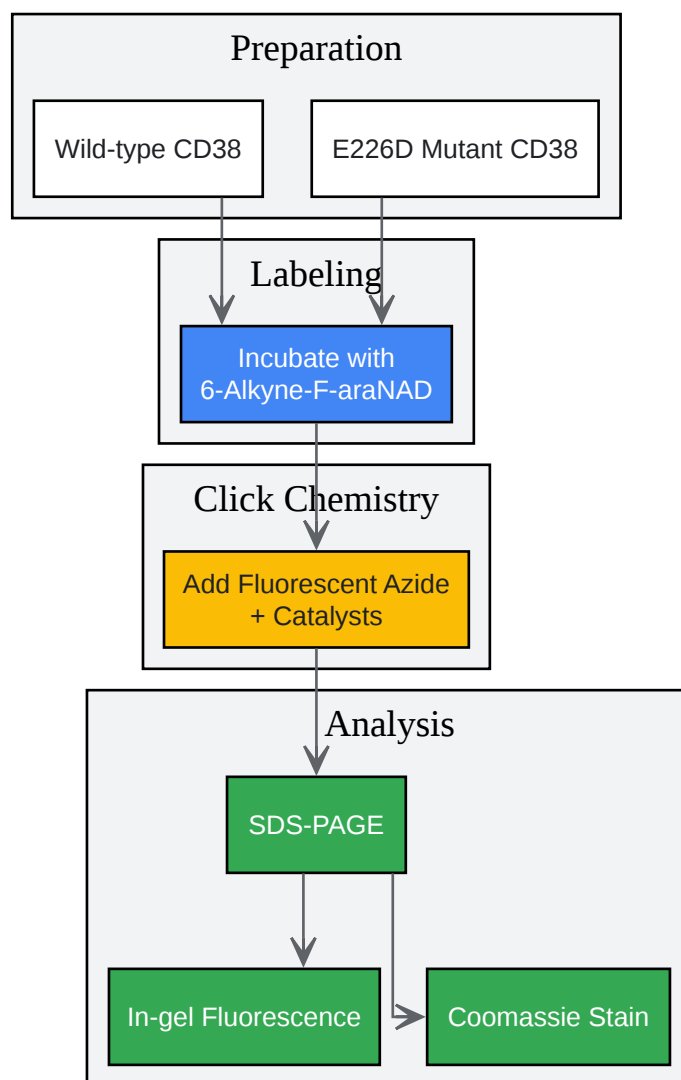 Preparation
Wild-type CD38
E226D Mutant CD38
Labeling
Incubate with
6-Alkyne-F-araNAD
Click Chemistry
Add Fluorescent Azide
+ Catalysts
Analysis
SDS-PAGE
In-gel Fluorescence
Coomassie Stain